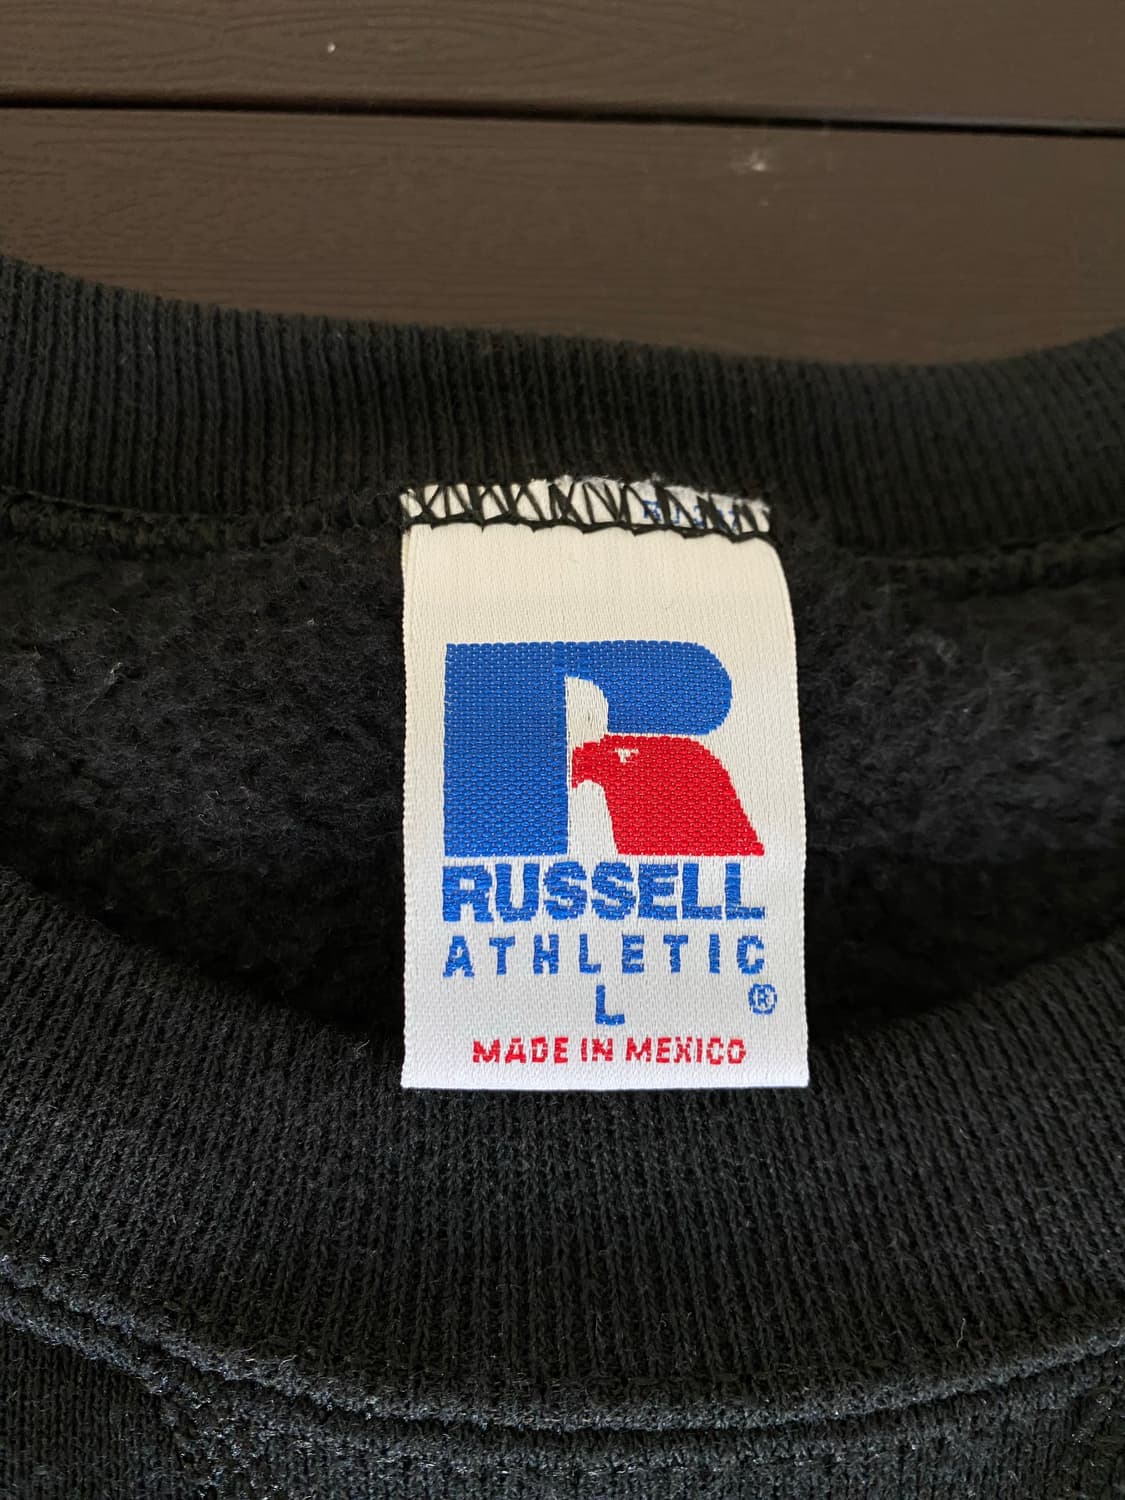 RUSSELL
ATHLETIC
®
L
MADE IN MEXICO